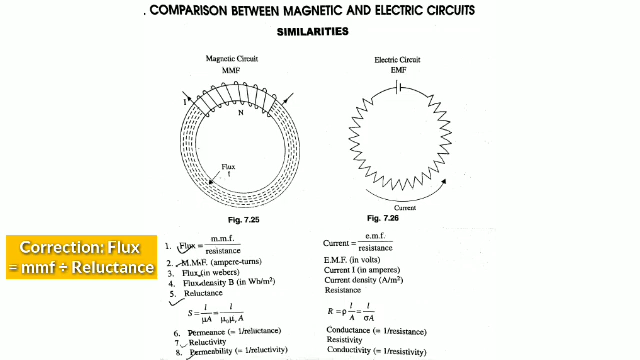 . COMPARISON BETWEEN MAGNETIC AND ELECTRIC CIRCUITS
SIMILARITIES
Magnetic Circuit
MMF
Electric Circuit
EMF
I
N
Flux
Current
Fig. 7.25
Fig. 7.26
1. Flux = m.m.f. / resistance
Current = e.m.f. / resistance
2. M.M.F. (ampere-turns)
E.M.F. (in volts)
3. Flux (in webers)
Current I (in amperes)
4. Flux density B (in Wb/m²)
Current density (A/m²)
5. Reluctance
Resistance
S = l / μA = l / μ₀ μᵣ A
R = ρ l / A = l / σA
6. Permeance (= 1/reluctance)
Conductance (= 1/resistance)
7. Reluctivity
Resistivity
8. Permeability (= 1/reluctivity)
Conductivity (= 1/resistivity)
Correction: Flux
= mmf ÷ Reluctance